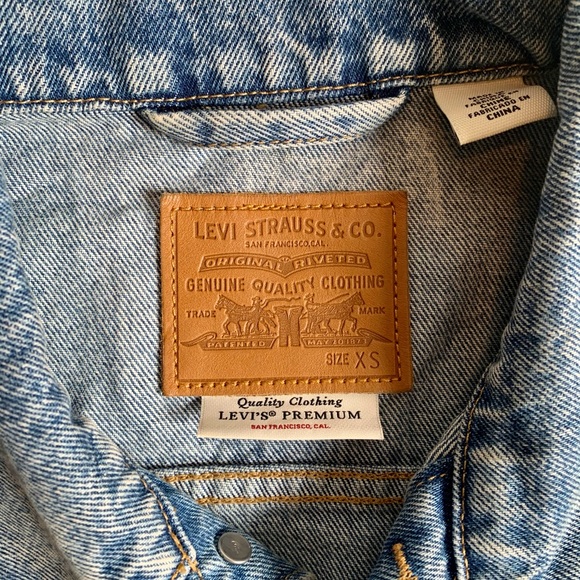 FABRICADO EN
CHINA
LEVI STRAUSS & CO.
SAN FRANCISCO, CAL.
ORIGINAL RIVETED
GENUINE QUALITY CLOTHING
TRADE MARK
PATENTED MAY 20 1873
SIZE XS
Quality Clothing
LEVI'S® PREMIUM
SAN FRANCISCO, CAL.